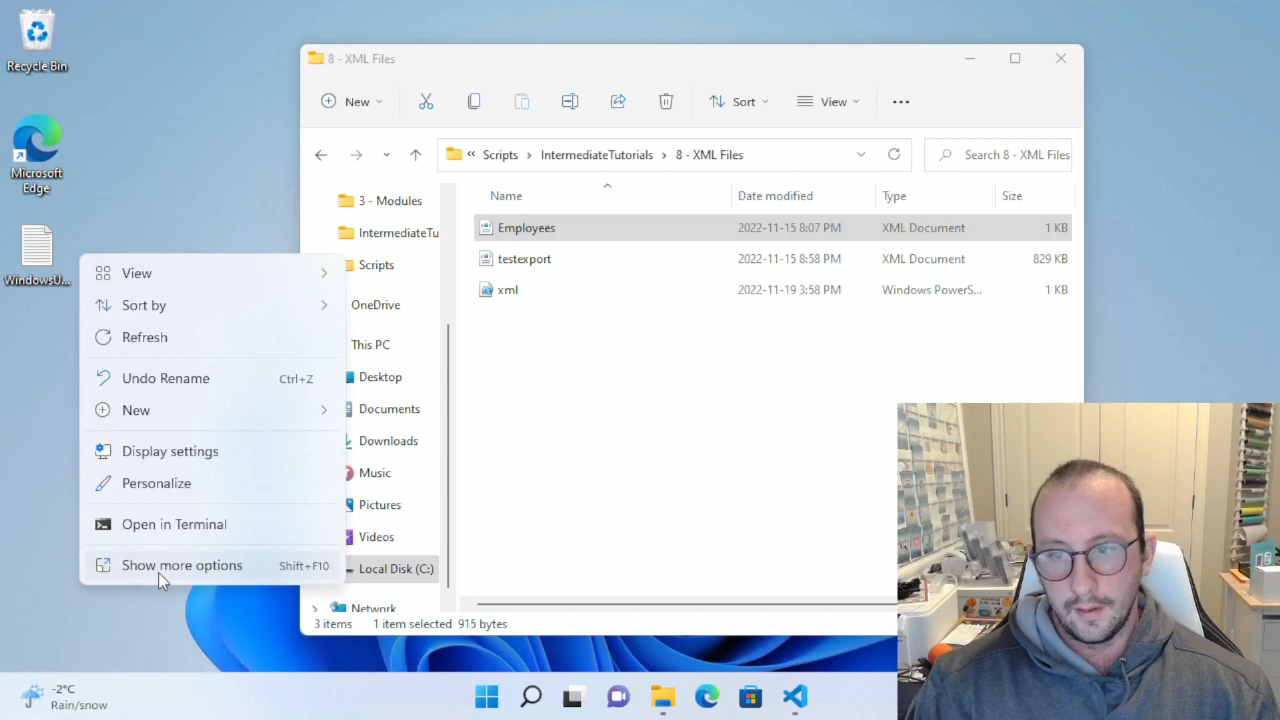 Recycle Bin
Microsoft
Edge
WindowsU...
View
Sort by
Refresh
Undo Rename Ctrl+Z
New
Display settings
Personalize
Open in Terminal
Show more options Shift+F10
8 - XML Files
New
Sort
View
« Scripts > IntermediateTutorials > 8 - XML Files
Search 8 - XML Files
3 - Modules
IntermediateTu
Scripts
OneDrive
This PC
Desktop
Documents
Downloads
Music
Pictures
Videos
Local Disk (C:)
Network
Name Date modified Type Size
Employees 2022-11-15 8:07 PM XML Document 1 KB
testexport 2022-11-15 8:58 PM XML Document 829 KB
xml 2022-11-19 3:58 PM Windows PowerS... 1 KB
3 items 1 item selected 915 bytes
-2°C
Rain/snow